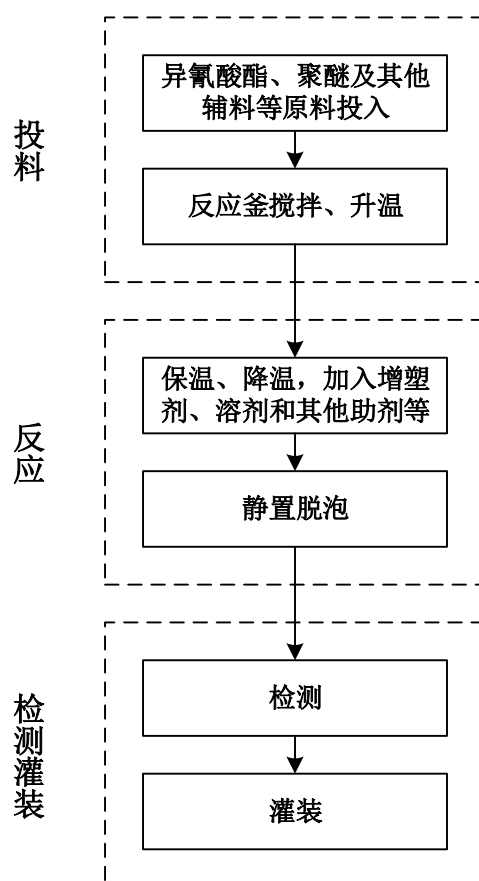 投料
异氰酸酯、聚醚及其他
辅料等原料投入
反应釜搅拌、升温
反应
保温、降温，加入增塑
剂、溶剂和其他助剂等
静置脱泡
检测灌装
检测
灌装